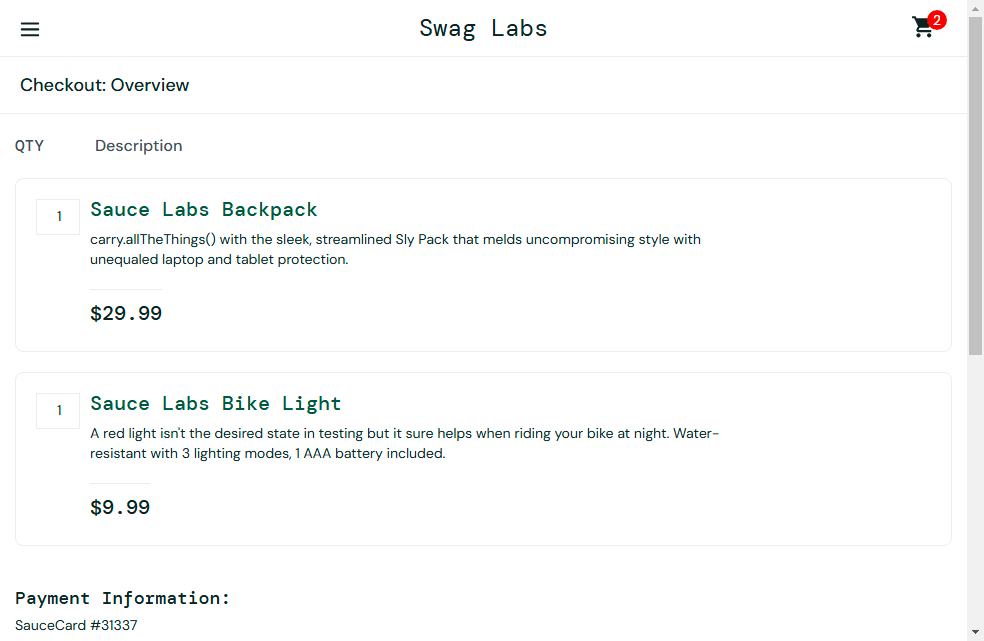 Swag Labs
2
Checkout: Overview
QTY Description
1
Sauce Labs Backpack
carry.allTheThings() with the sleek, streamlined Sly Pack that melds uncompromising style with
unequaled laptop and tablet protection.
$29.99
1
Sauce Labs Bike Light
A red light isn't the desired state in testing but it sure helps when riding your bike at night. Water-
resistant with 3 lighting modes, 1 AAA battery included.
$9.99
Payment Information:
SauceCard #31337